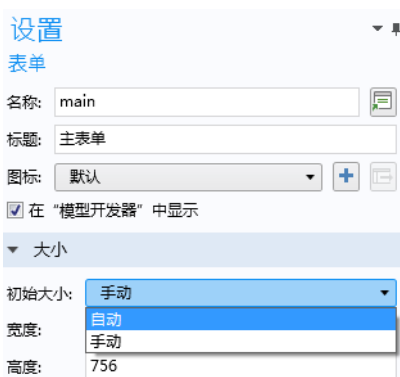 设置
表单
名称: main
标题: 主表单
图标: 默认
在 “模型开发器” 中显示
大小
初始大小: 手动
自动
宽度: 手动
高度: 756